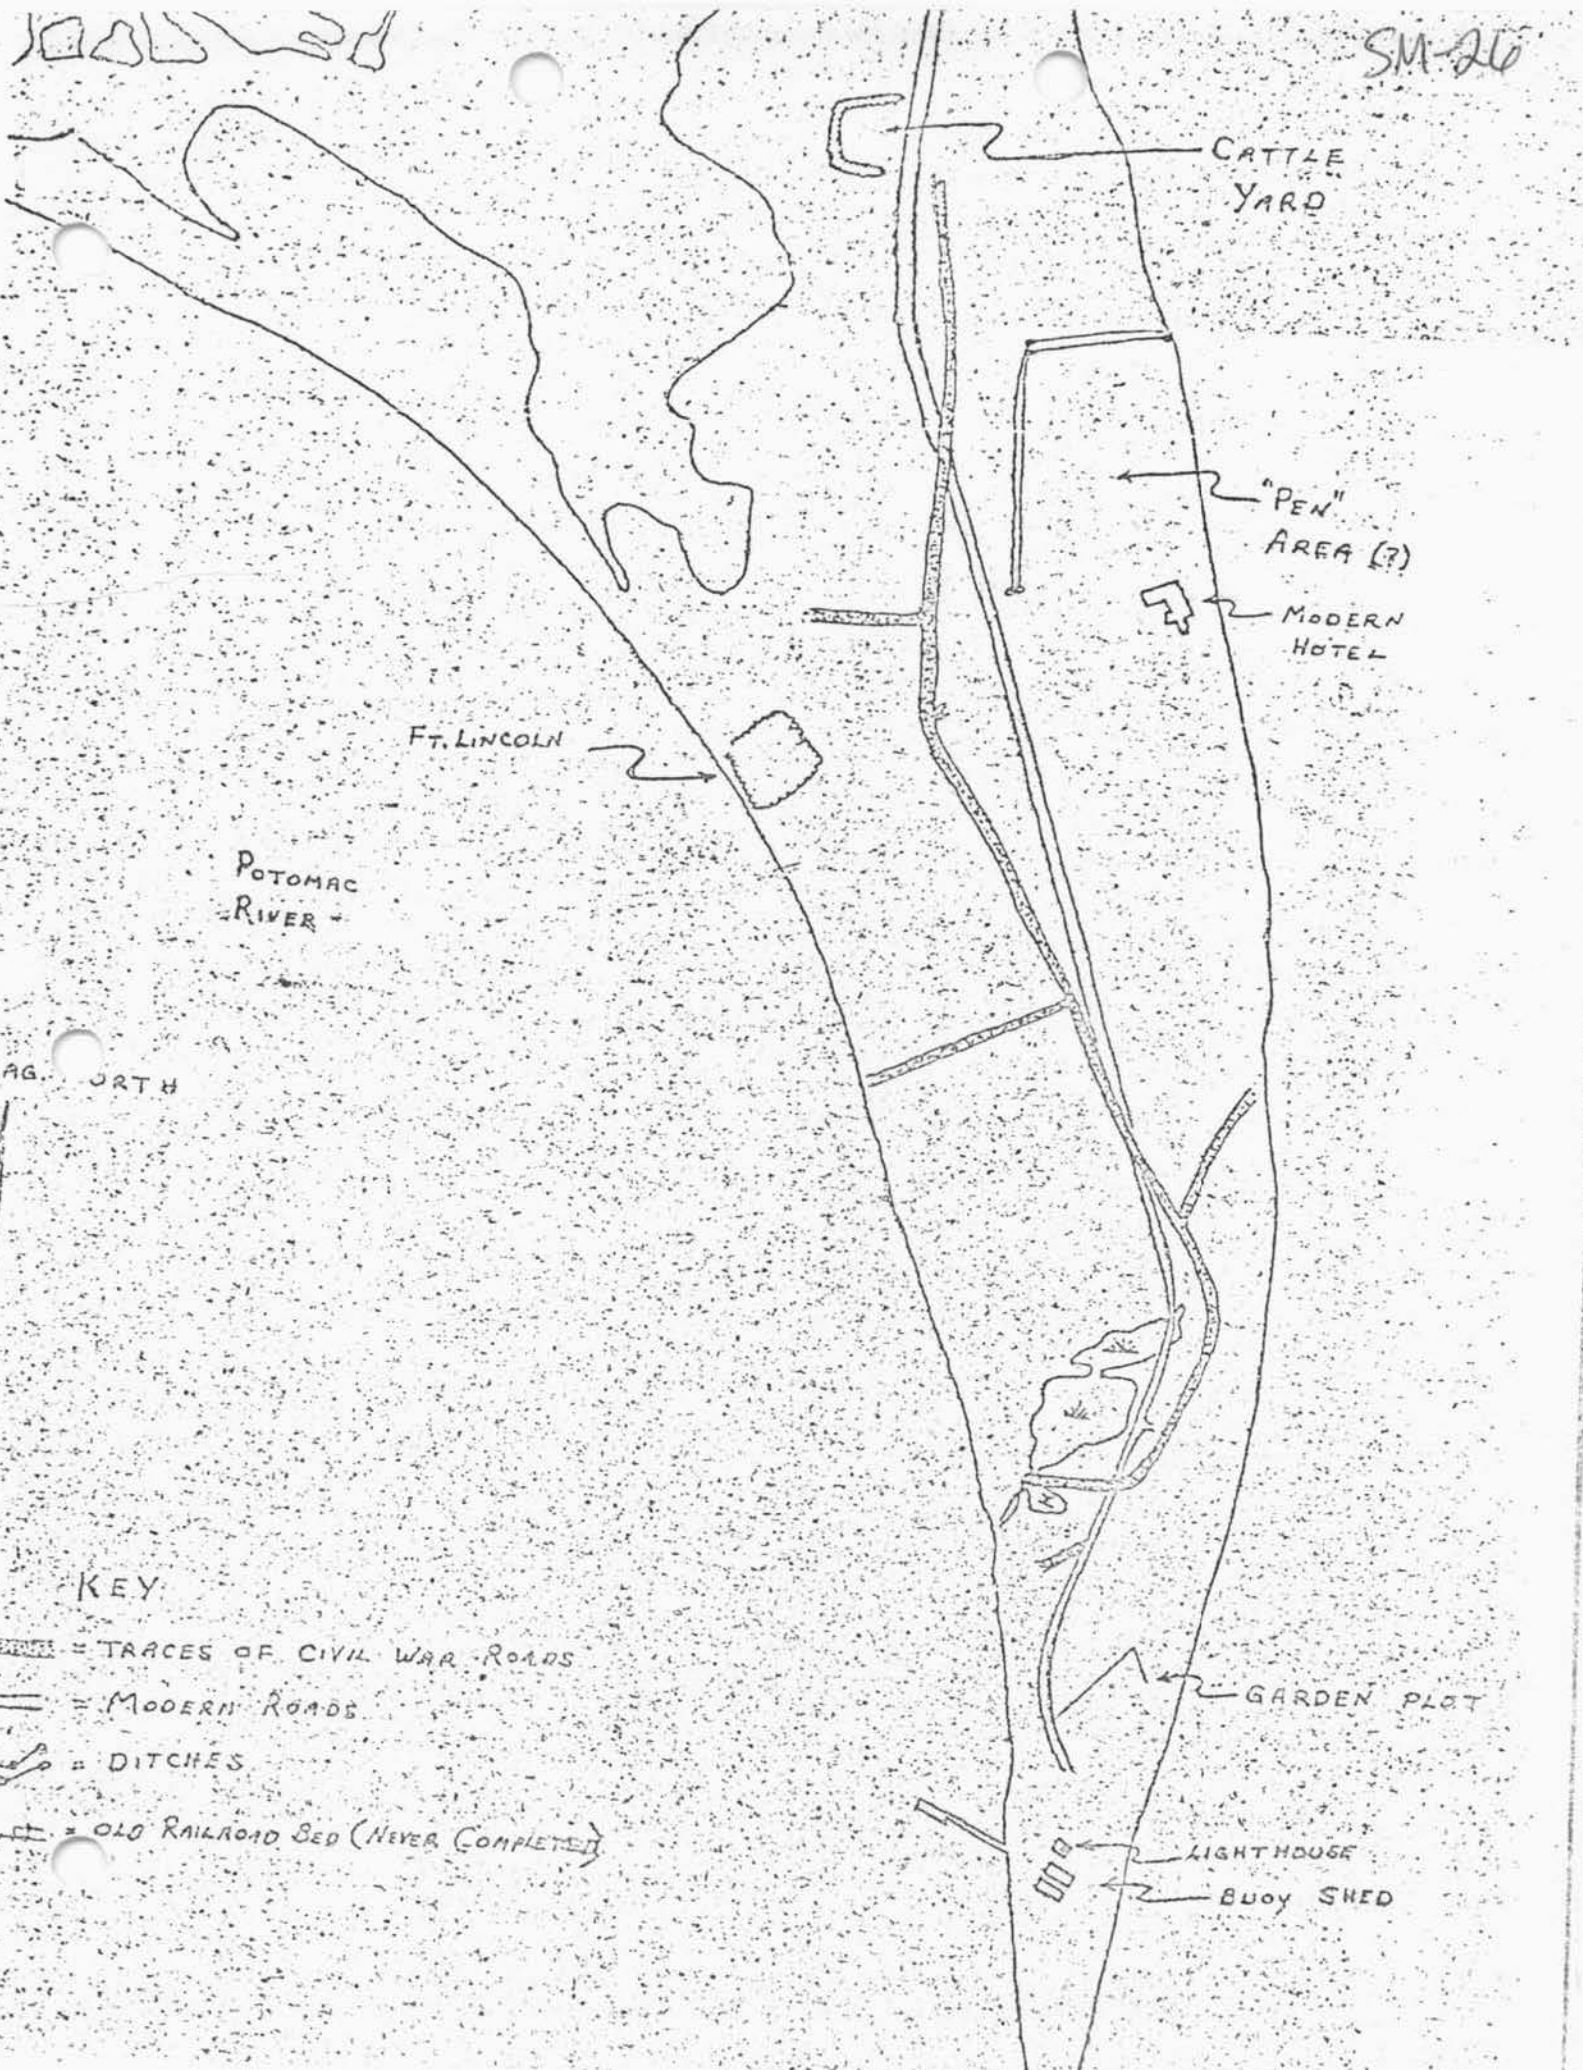 SM-26
CATTLE
YARD
"PEN"
AREA (?)
MODERN
HOTEL
FT. LINCOLN
POTOMAC
RIVER
AG. ORTH
KEY
= TRACES OF CIVIL WAR ROADS
= MODERN ROADS
= DITCHES
= OLD RAILROAD BED (NEVER COMPLETED)
GARDEN PLOT
LIGHTHOUSE
BUOY SHED